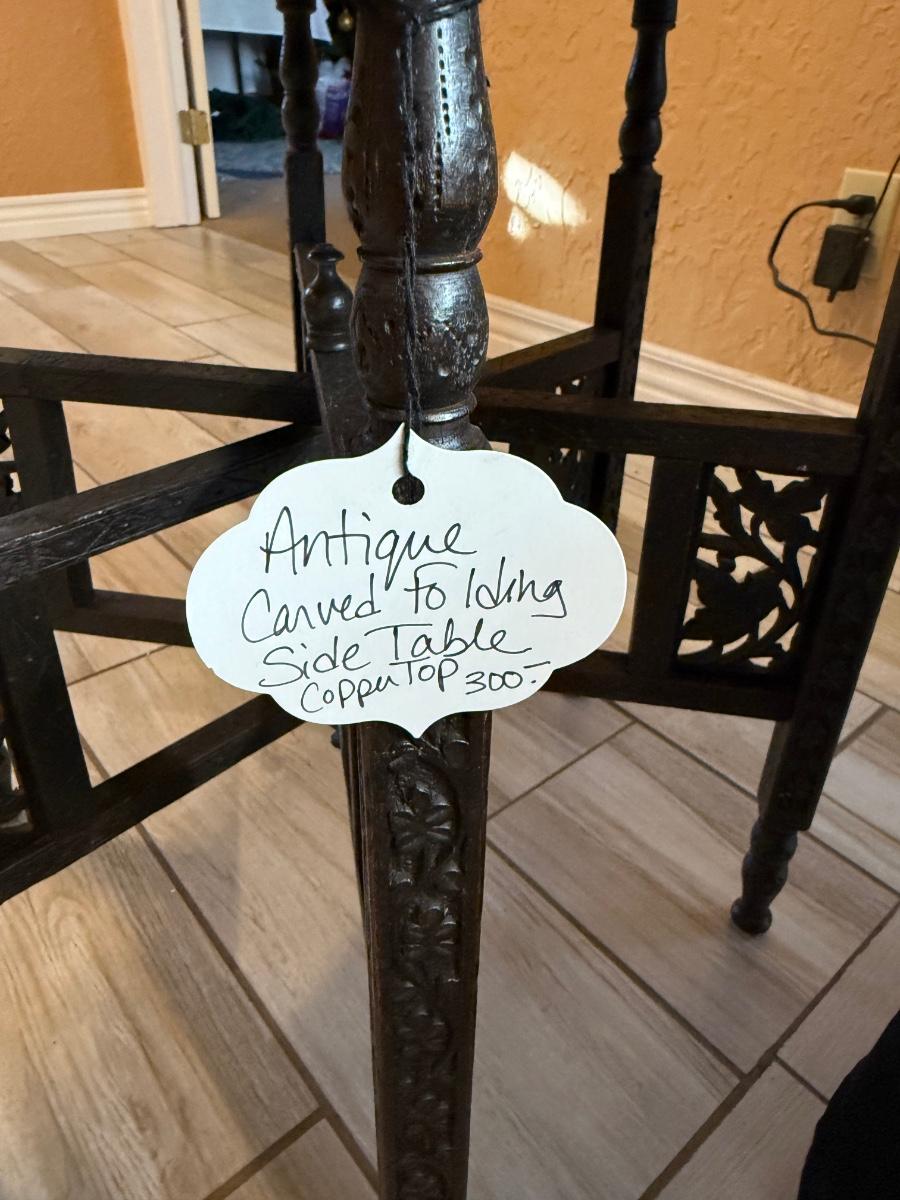 Antique
Carved Folding
Side Table
Copper Top 300.-